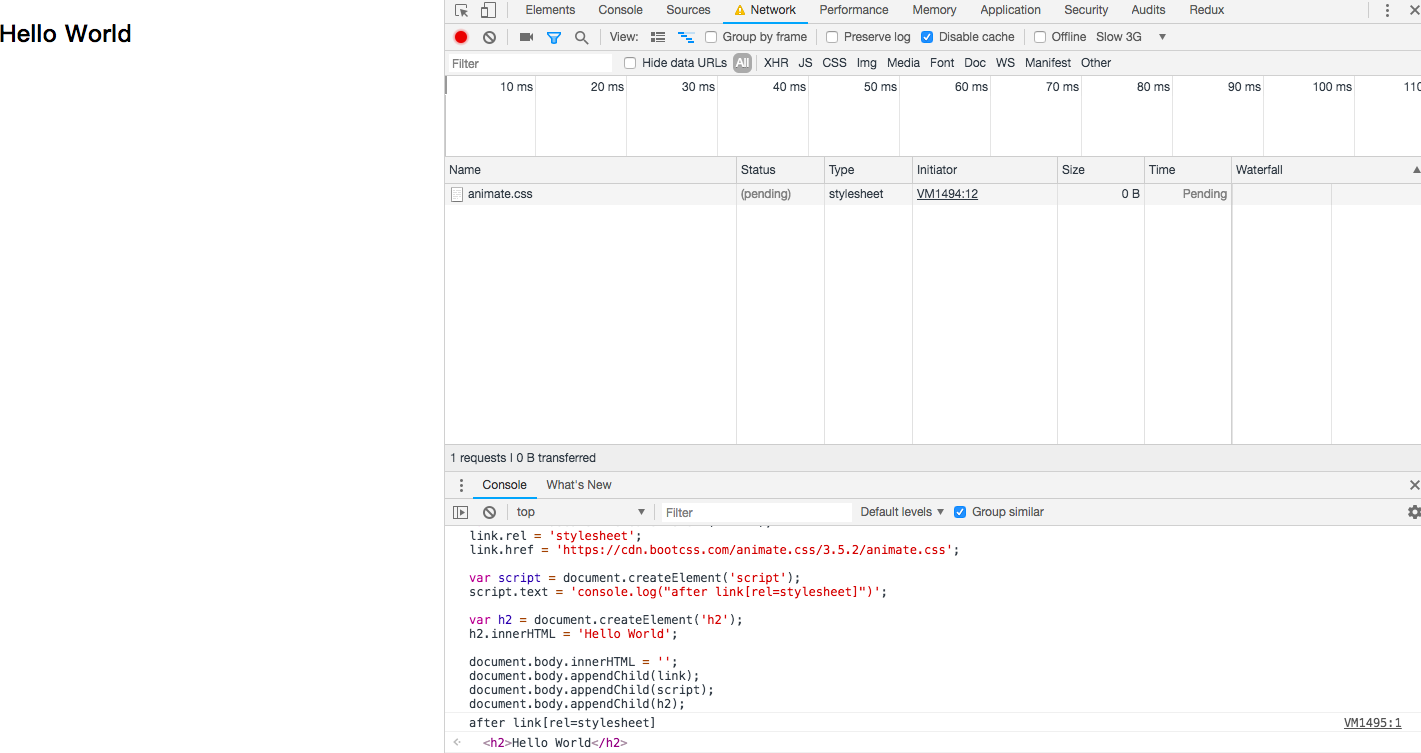 Hello World
Elements Console Sources Network Performance Memory Application Security Audits Redux
View: Group by frame Preserve log Disable cache Offline Slow 3G
Filter Hide data URLs All XHR JS CSS Img Media Font Doc WS Manifest Other
10 ms 20 ms 30 ms 40 ms 50 ms 60 ms 70 ms 80 ms 90 ms 100 ms 110
Name Status Type Initiator Size Time Waterfall
animate.css (pending) stylesheet VM1494:12 0 B Pending
1 requests | 0 B transferred
Console What's New
top Filter Default levels Group similar
link.rel = 'stylesheet';
link.href = 'https://cdn.bootcss.com/animate.css/3.5.2/animate.css';
var script = document.createElement('script');
script.text = 'console.log("after link[rel=stylesheet]")';
var h2 = document.createElement('h2');
h2.innerHTML = 'Hello World';
document.body.innerHTML = '';
document.body.appendChild(link);
document.body.appendChild(script);
document.body.appendChild(h2);
after link[rel=stylesheet] VM1495:1
<h2>Hello World</h2>